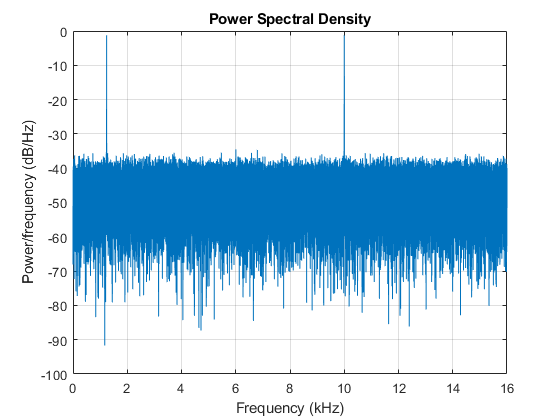 Power Spectral Density
Power/frequency (dB/Hz)
0
-10
-20
-30
-40
-50
-60
-70
-80
-90
-100
0 2 4 6 8 10 12 14 16
Frequency (kHz)